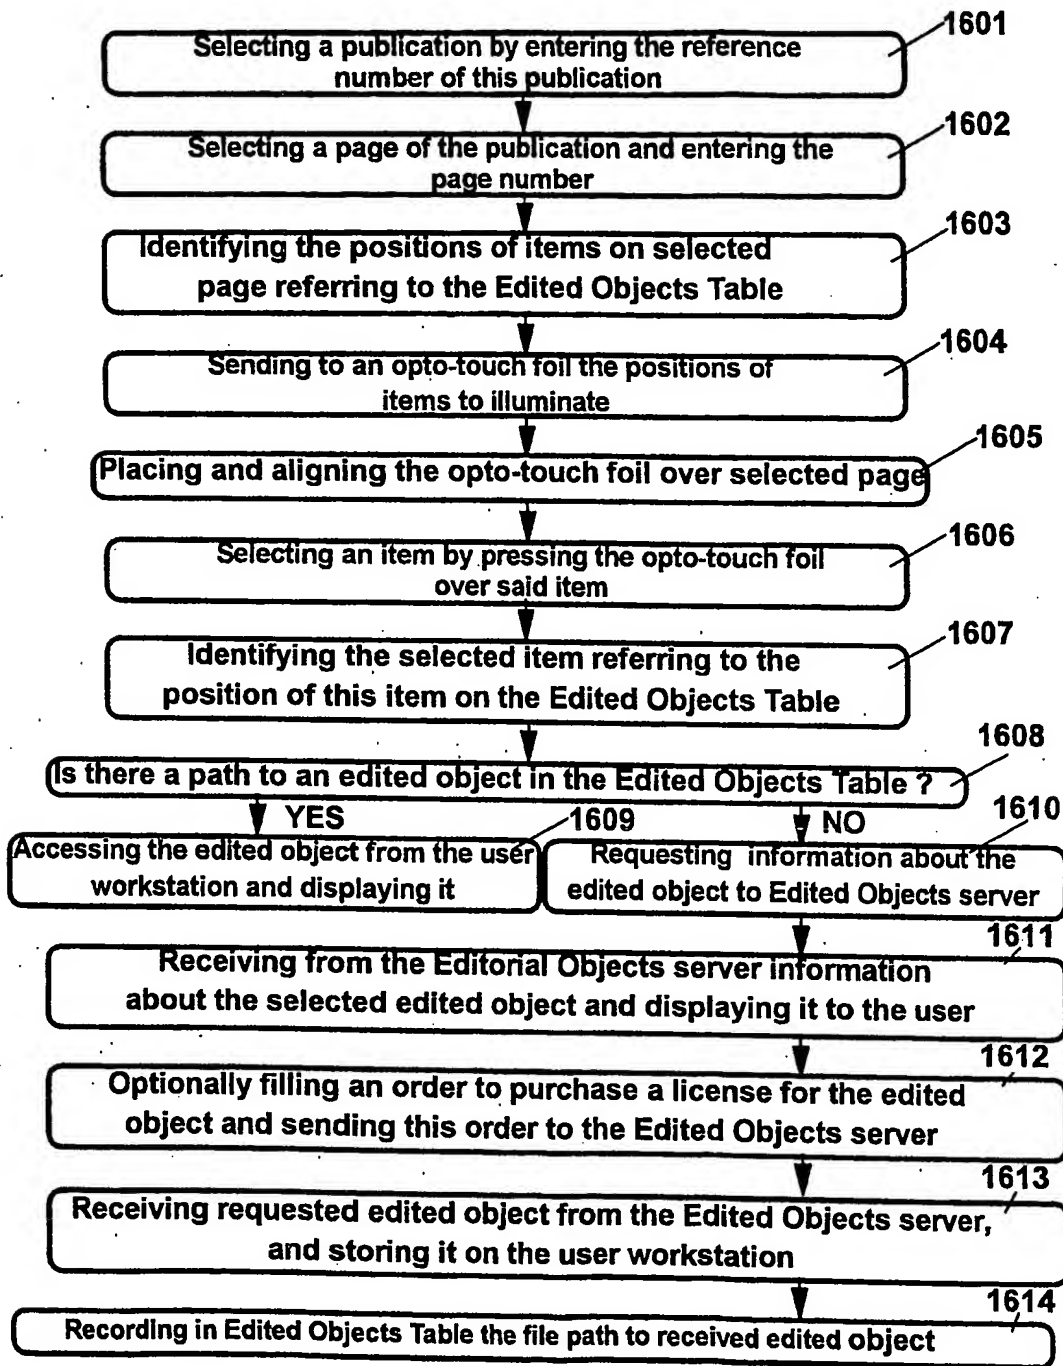 1601
Selecting a publication by entering the reference
number of this publication
1602
Selecting a page of the publication and entering the
page number
1603
Identifying the positions of items on selected
page referring to the Edited Objects Table
1604
Sending to an opto-touch foil the positions of
items to illuminate
1605
Placing and aligning the opto-touch foil over selected page
1606
Selecting an item by pressing the opto-touch foil
over said item
1607
Identifying the selected item referring to the
position of this item on the Edited Objects Table
1608
Is there a path to an edited object in the Edited Objects Table ?
YES
1609
NO
1610
Accessing the edited object from the user
workstation and displaying it
Requesting information about the
edited object to Edited Objects server
1611
Receiving from the Editorial Objects server information
about the selected edited object and displaying it to the user
1612
Optionally filling an order to purchase a license for the edited
object and sending this order to the Edited Objects server
1613
Receiving requested edited object from the Edited Objects server,
and storing it on the user workstation
1614
Recording in Edited Objects Table the file path to received edited object